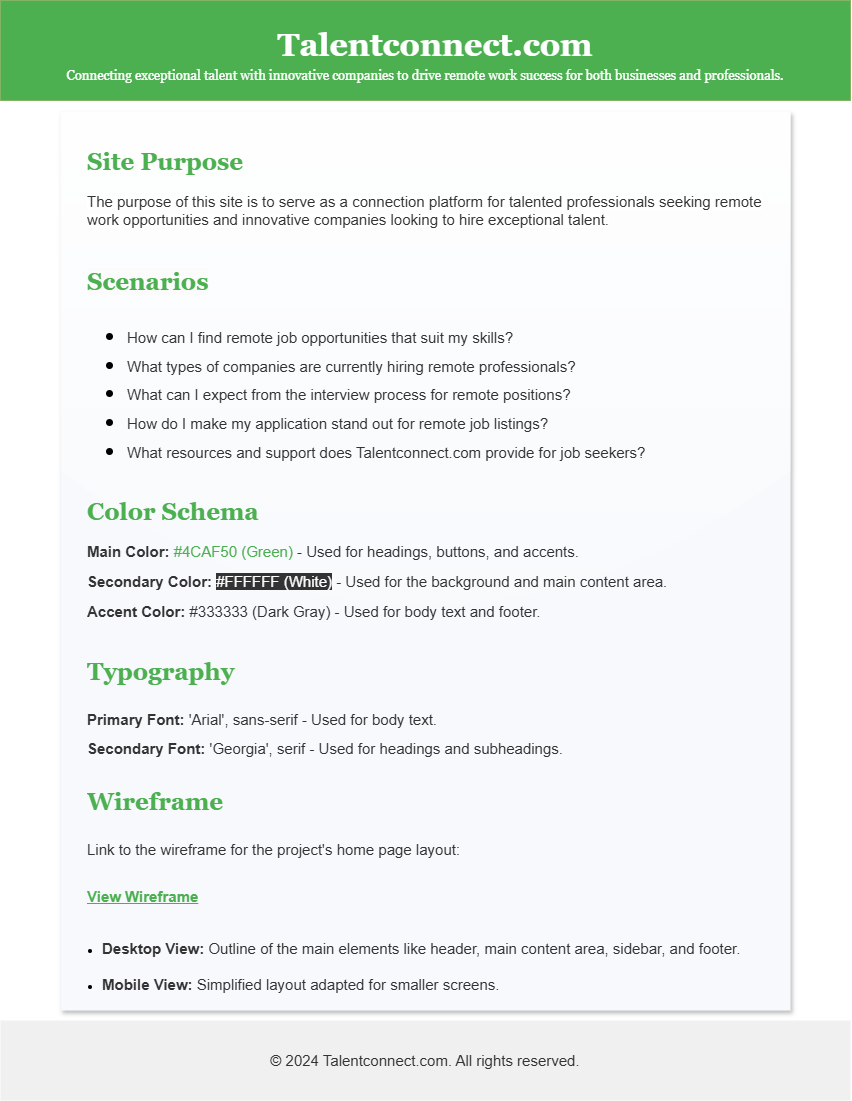 Talentconnect.com
Connecting exceptional talent with innovative companies to drive remote work success for both businesses and professionals.
Site Purpose
The purpose of this site is to serve as a connection platform for talented professionals seeking remote
work opportunities and innovative companies looking to hire exceptional talent.
Scenarios
• How can I find remote job opportunities that suit my skills?
• What types of companies are currently hiring remote professionals?
• What can I expect from the interview process for remote positions?
• How do I make my application stand out for remote job listings?
• What resources and support does Talentconnect.com provide for job seekers?
Color Schema
Main Color: #4CAF50 (Green) - Used for headings, buttons, and accents.
Secondary Color: #FFFFFF (White) - Used for the background and main content area.
Accent Color: #333333 (Dark Gray) - Used for body text and footer.
Typography
Primary Font: 'Arial', sans-serif - Used for body text.
Secondary Font: 'Georgia', serif - Used for headings and subheadings.
Wireframe
Link to the wireframe for the project's home page layout:
View Wireframe
• Desktop View: Outline of the main elements like header, main content area, sidebar, and footer.
• Mobile View: Simplified layout adapted for smaller screens.
© 2024 Talentconnect.com. All rights reserved.